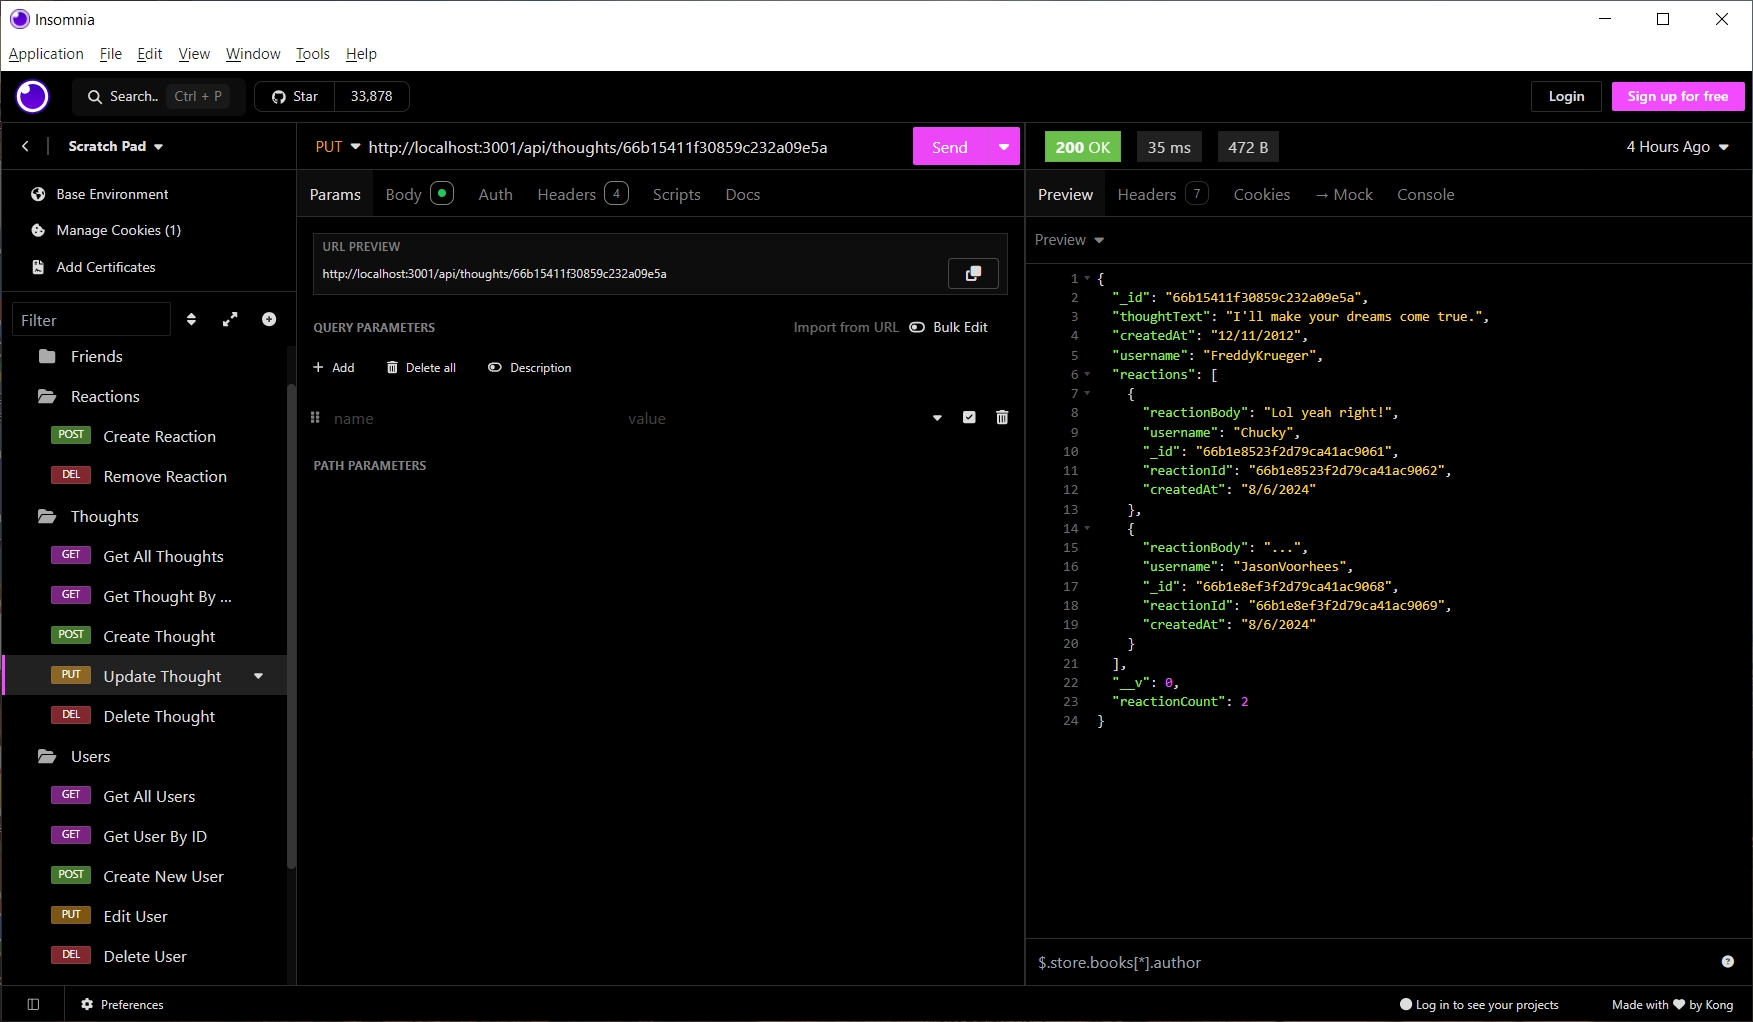 Insomnia
Application File Edit View Window Tools Help
Search.. Ctrl + P Star 33,878 Login Sign up for free
Scratch Pad
Base Environment
Manage Cookies (1)
Add Certificates
Filter
Friends
Reactions
POST Create Reaction
DEL Remove Reaction
Thoughts
GET Get All Thoughts
GET Get Thought By ...
POST Create Thought
PUT Update Thought
DEL Delete Thought
Users
GET Get All Users
GET Get User By ID
POST Create New User
PUT Edit User
DEL Delete User
PUT http://localhost:3001/api/thoughts/66b15411f30859c232a09e5a Send
Params Body Auth Headers 4 Scripts Docs
URL PREVIEW
http://localhost:3001/api/thoughts/66b15411f30859c232a09e5a
QUERY PARAMETERS Import from URL Bulk Edit
+ Add Delete all Description
name value
PATH PARAMETERS
200 OK 35 ms 472 B 4 Hours Ago
Preview Headers 7 Cookies → Mock Console
Preview
1 {
2 "_id": "66b15411f30859c232a09e5a",
3 "thoughtText": "I'll make your dreams come true.",
4 "createdAt": "12/11/2012",
5 "username": "FreddyKrueger",
6 "reactions": [
7 {
8 "reactionBody": "Lol yeah right!",
9 "username": "Chucky",
10 "_id": "66b1e8523f2d79ca41ac9061",
11 "reactionId": "66b1e8523f2d79ca41ac9062",
12 "createdAt": "8/6/2024"
13 },
14 {
15 "reactionBody": "...",
16 "username": "JasonVoorhees",
17 "_id": "66b1e8ef3f2d79ca41ac9068",
18 "reactionId": "66b1e8ef3f2d79ca41ac9069",
19 "createdAt": "8/6/2024"
20 }
21 ],
22 "__v": 0,
23 "reactionCount": 2
24 }
$.store.books[*].author
Preferences Log in to see your projects Made with ♥ by Kong